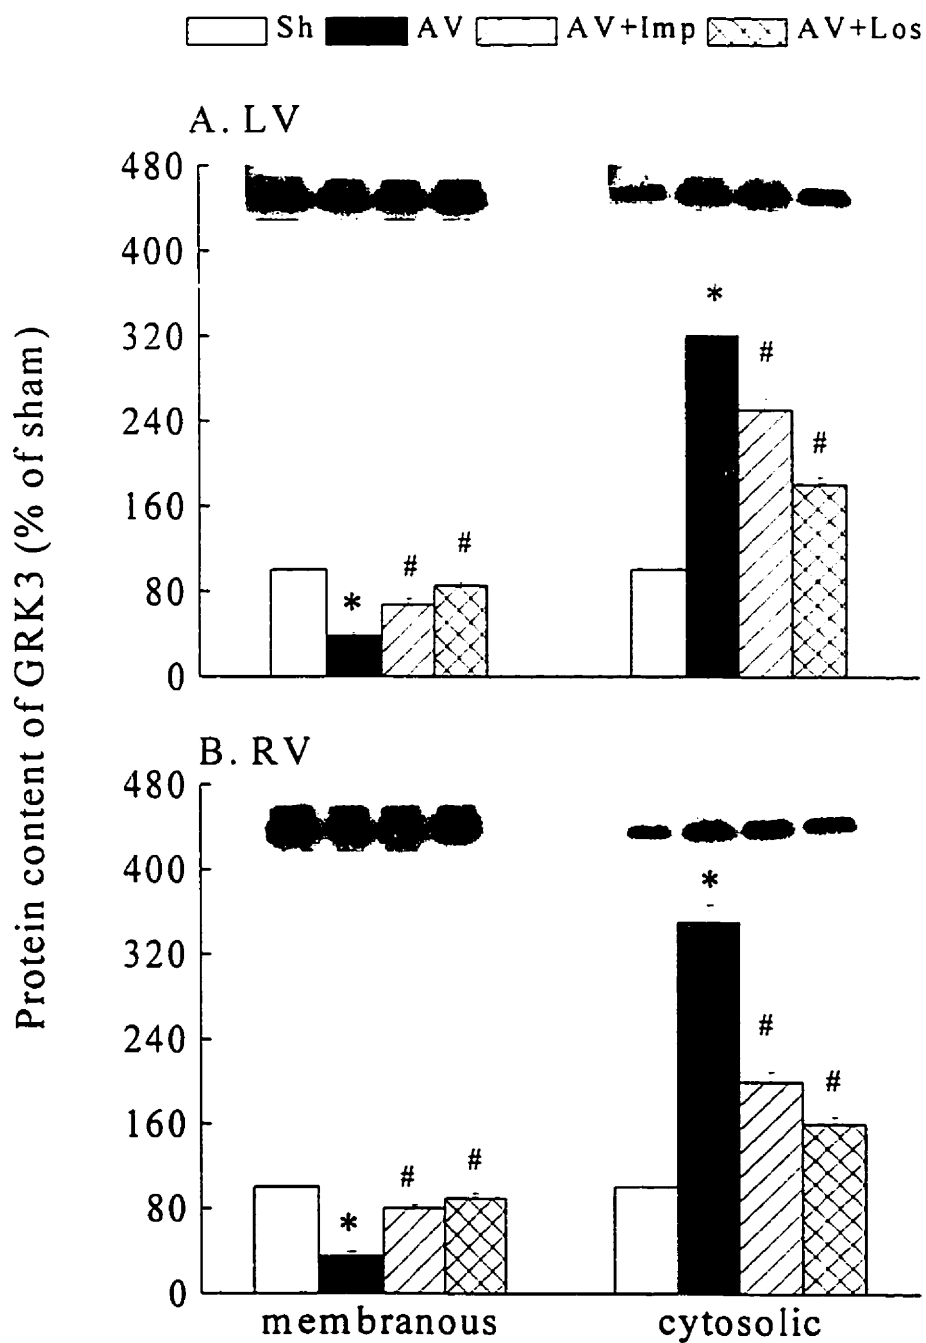 Sh AV AV+Imp AV+Los
A. LV
480
400
320
240
160
80
0
* # #
* # #
Protein content of GRK3 (% of sham)
B. RV
480
400
320
240
160
80
0
* # #
* # #
membranous cytosolic